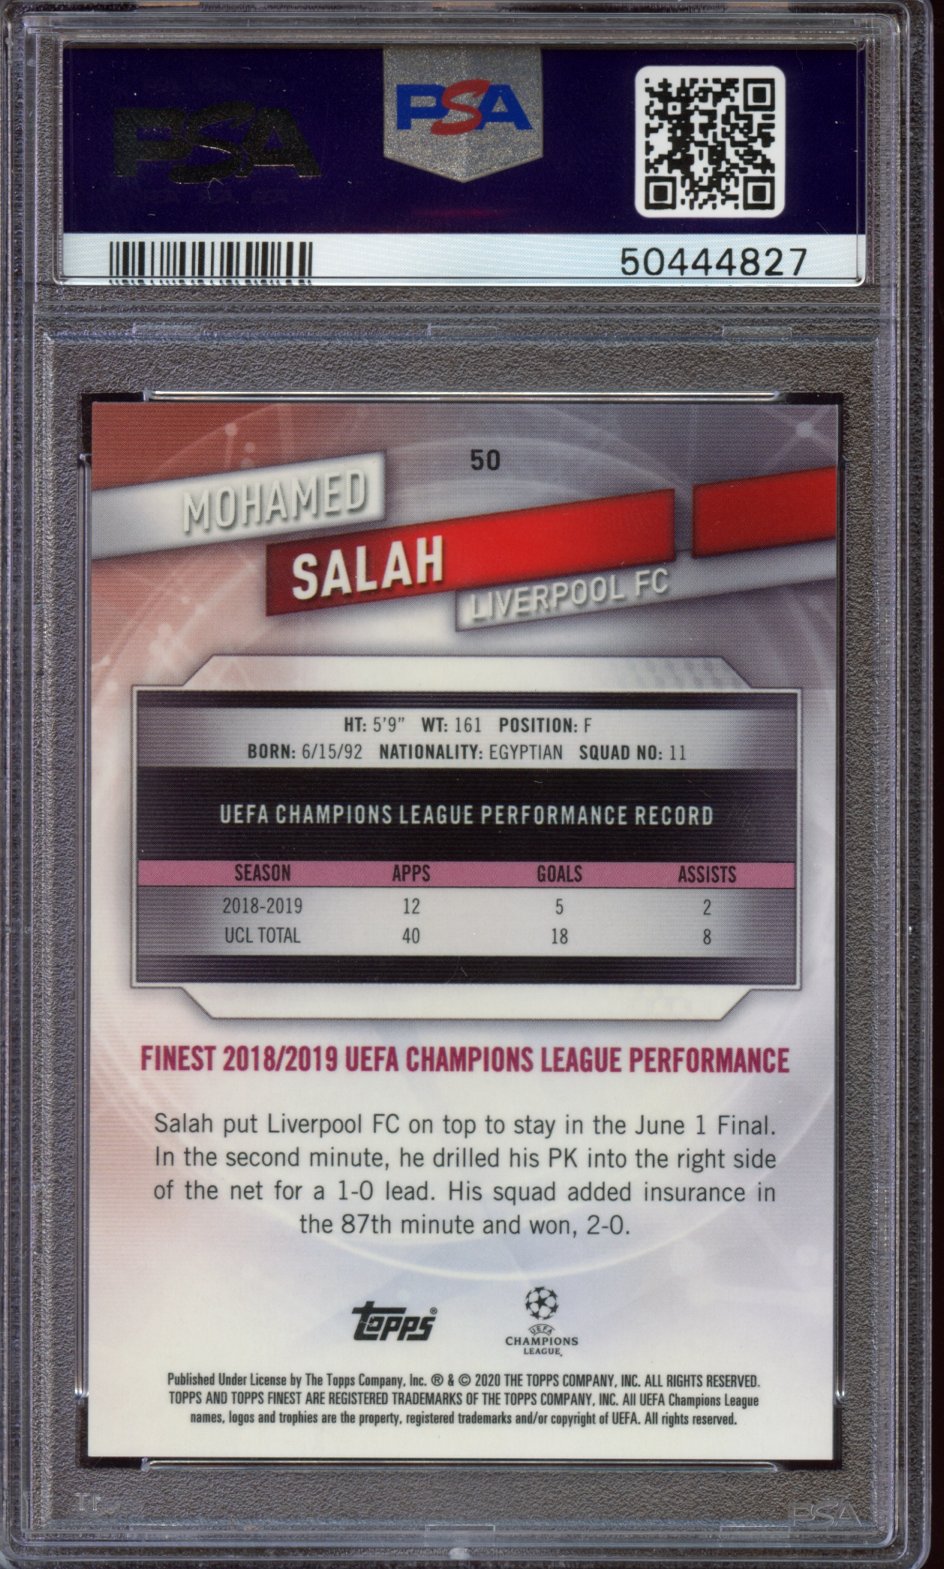 PSA
PSA
50444827
50
MOHAMED
SALAH
LIVERPOOL FC
HT: 5'9" WT: 161 POSITION: F
BORN: 6/15/92 NATIONALITY: EGYPTIAN SQUAD NO: 11
UEFA CHAMPIONS LEAGUE PERFORMANCE RECORD
SEASON APPS GOALS ASSISTS
2018-2019 12 5 2
UCL TOTAL 40 18 8
FINEST 2018/2019 UEFA CHAMPIONS LEAGUE PERFORMANCE
Salah put Liverpool FC on top to stay in the June 1 Final.
In the second minute, he drilled his PK into the right side
of the net for a 1-0 lead. His squad added insurance in
the 87th minute and won, 2-0.
Topps®
UEFA
CHAMPIONS
LEAGUE
Published Under License by The Topps Company, Inc. ® & © 2020 THE TOPPS COMPANY, INC. ALL RIGHTS RESERVED.
TOPPS AND TOPPS FINEST ARE REGISTERED TRADEMARKS OF THE TOPPS COMPANY, INC. All UEFA Champions League
names, logos and trophies are the property, registered trademarks and/or copyright of UEFA. All rights reserved.
PSA